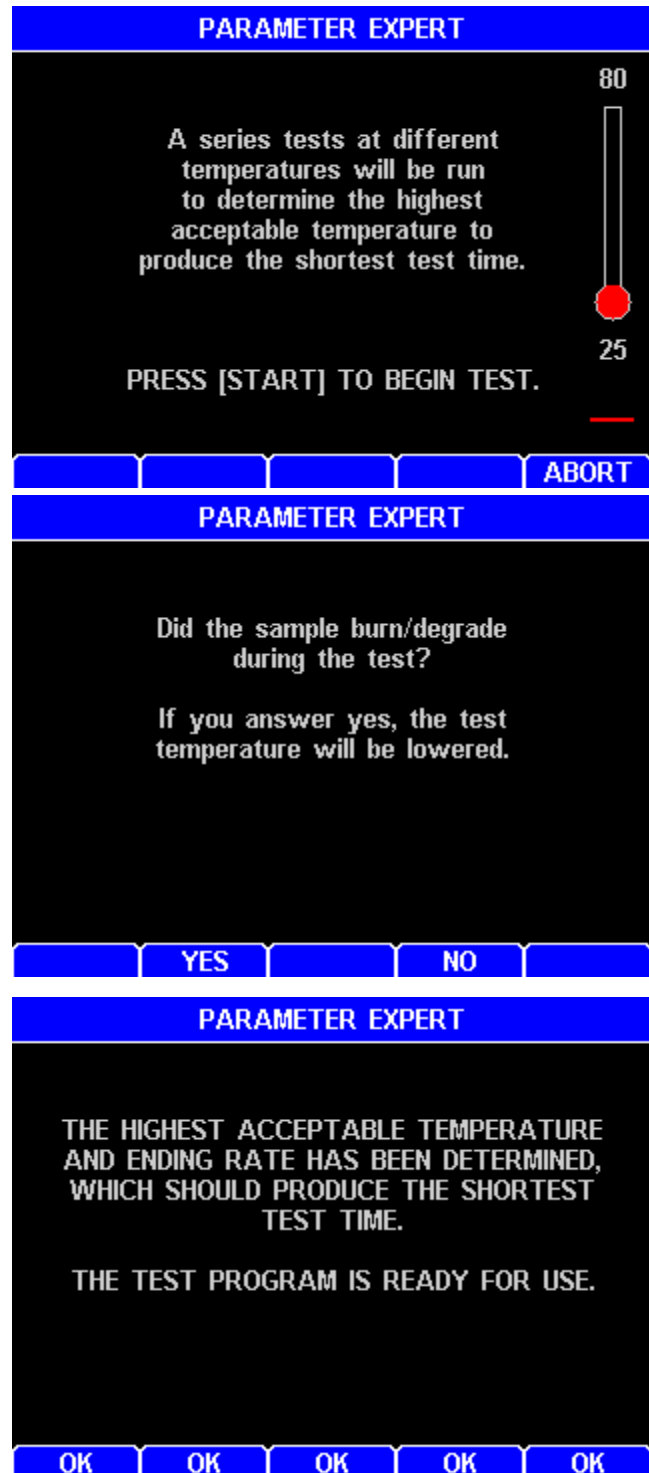 PARAMETER EXPERT
80
A series tests at different
temperatures will be run
to determine the highest
acceptable temperature to
produce the shortest test time.
25
PRESS [START] TO BEGIN TEST.
ABORT
PARAMETER EXPERT
Did the sample burn/degrade
during the test?
If you answer yes, the test
temperature will be lowered.
YES NO
PARAMETER EXPERT
THE HIGHEST ACCEPTABLE TEMPERATURE
AND ENDING RATE HAS BEEN DETERMINED,
WHICH SHOULD PRODUCE THE SHORTEST
TEST TIME.
THE TEST PROGRAM IS READY FOR USE.
OK OK OK OK OK